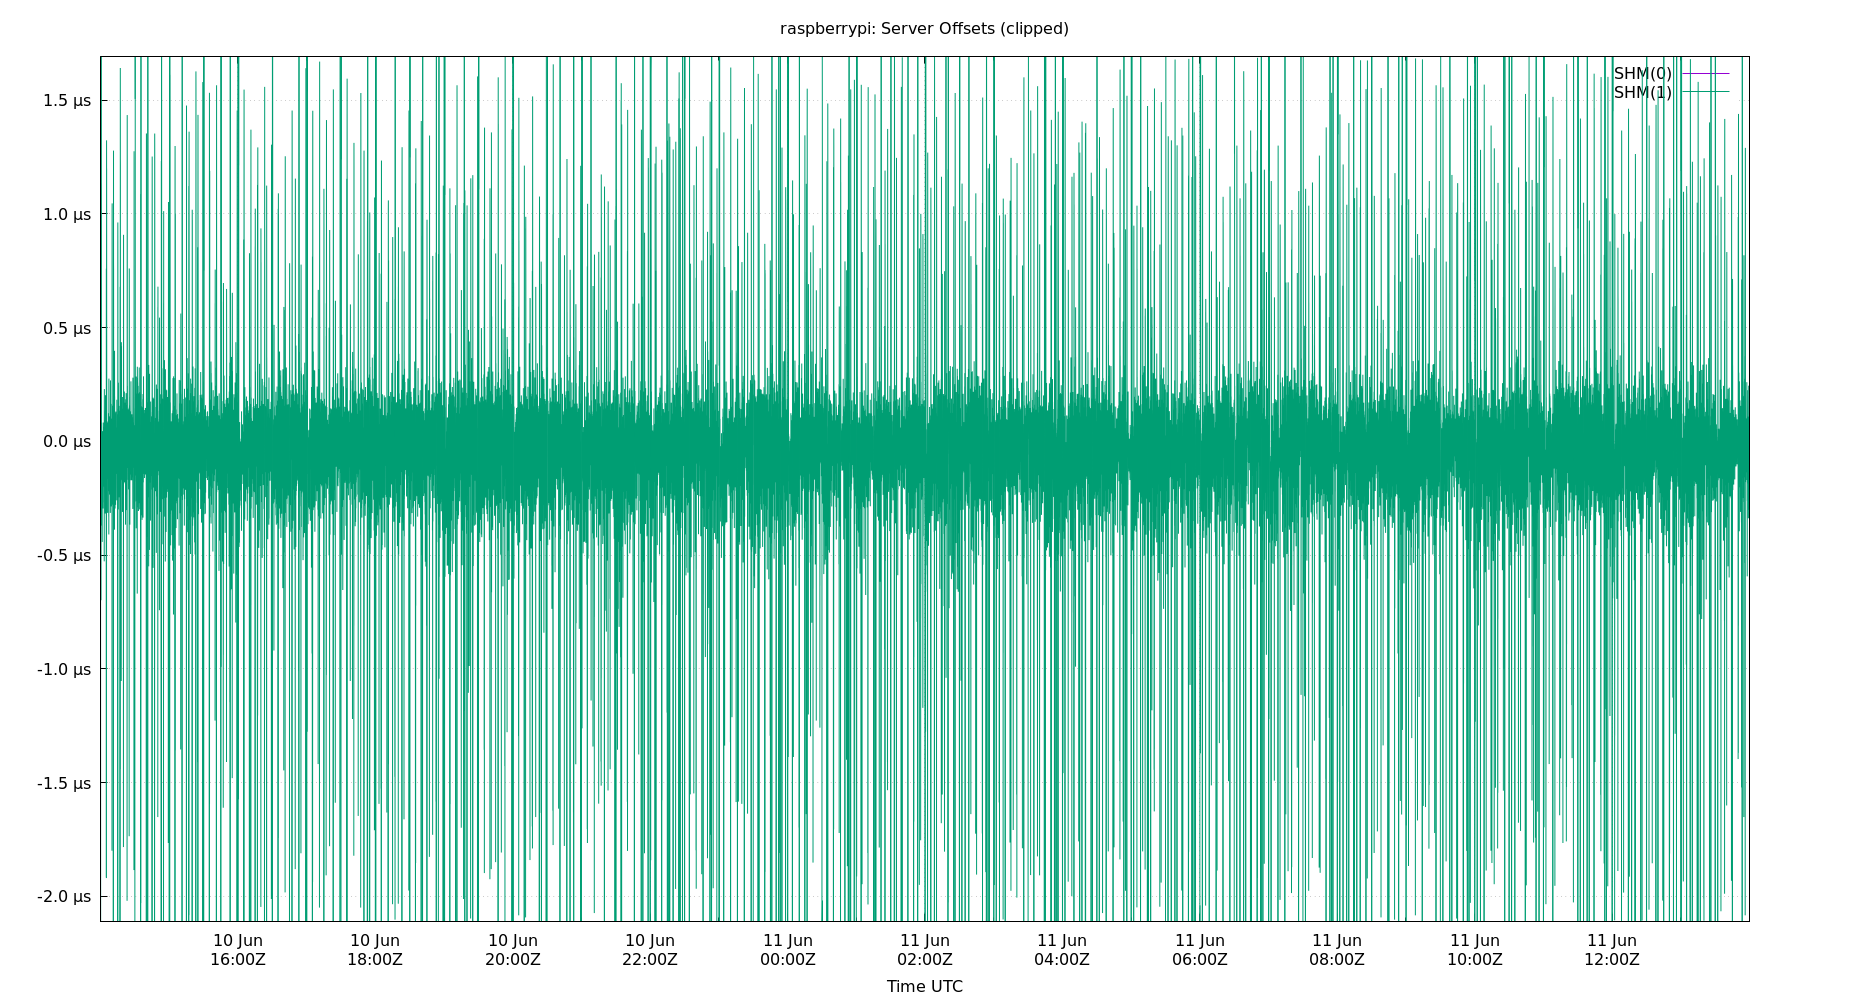 raspberrypi: Server Offsets (clipped)
SHM(0)
SHM(1)
1.5 µs
1.0 µs
0.5 µs
0.0 µs
-0.5 µs
-1.0 µs
-1.5 µs
-2.0 µs
10 Jun 10 Jun 10 Jun 10 Jun 11 Jun 11 Jun 11 Jun 11 Jun 11 Jun 11 Jun 11 Jun
16:00Z 18:00Z 20:00Z 22:00Z 00:00Z 02:00Z 04:00Z 06:00Z 08:00Z 10:00Z 12:00Z
Time UTC